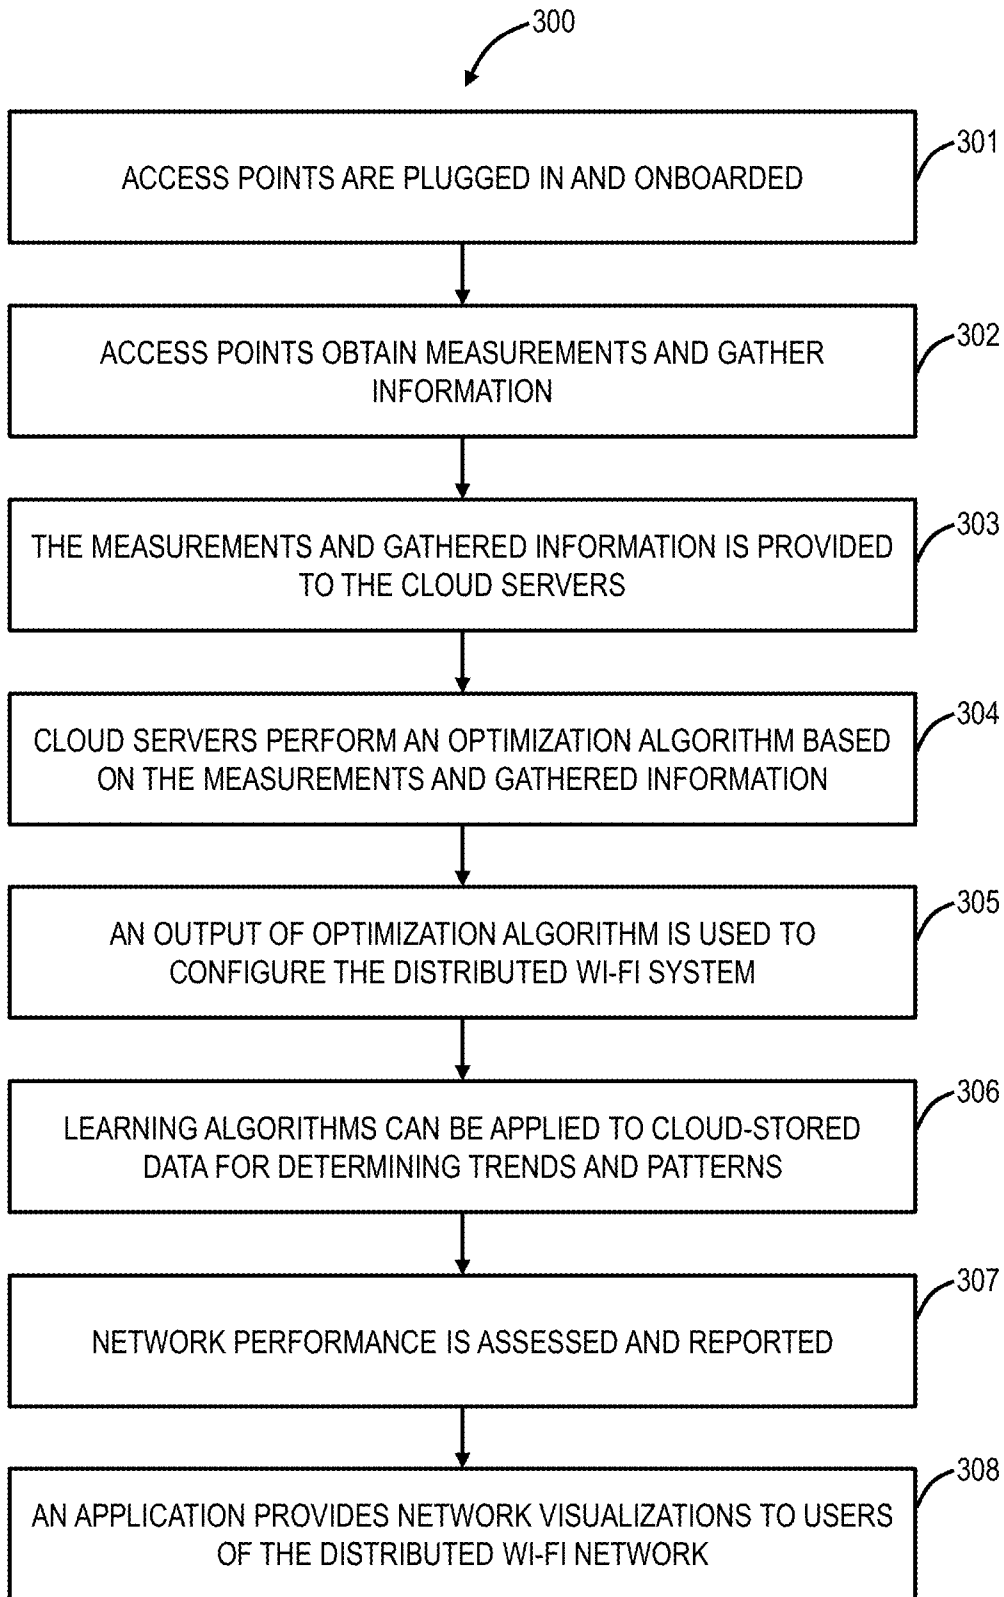 300
ACCESS POINTS ARE PLUGGED IN AND ONBOARDED
301
ACCESS POINTS OBTAIN MEASUREMENTS AND GATHER
INFORMATION
302
THE MEASUREMENTS AND GATHERED INFORMATION IS PROVIDED
TO THE CLOUD SERVERS
303
CLOUD SERVERS PERFORM AN OPTIMIZATION ALGORITHM BASED
ON THE MEASUREMENTS AND GATHERED INFORMATION
304
AN OUTPUT OF OPTIMIZATION ALGORITHM IS USED TO
CONFIGURE THE DISTRIBUTED WI-FI SYSTEM
305
LEARNING ALGORITHMS CAN BE APPLIED TO CLOUD-STORED
DATA FOR DETERMINING TRENDS AND PATTERNS
306
NETWORK PERFORMANCE IS ASSESSED AND REPORTED
307
AN APPLICATION PROVIDES NETWORK VISUALIZATIONS TO USERS
OF THE DISTRIBUTED WI-FI NETWORK
308